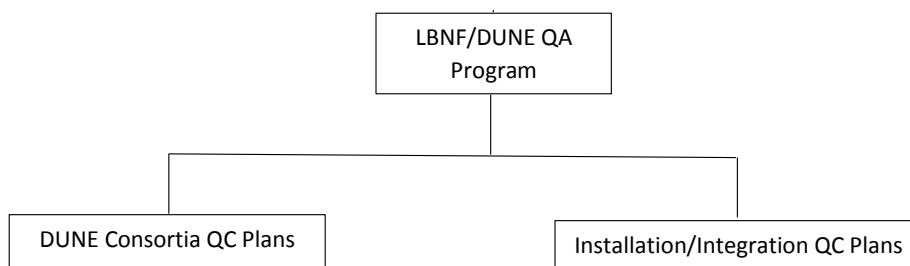 LBNF/DUNE QA
Program
DUNE Consortia QC Plans
Installation/Integration QC Plans